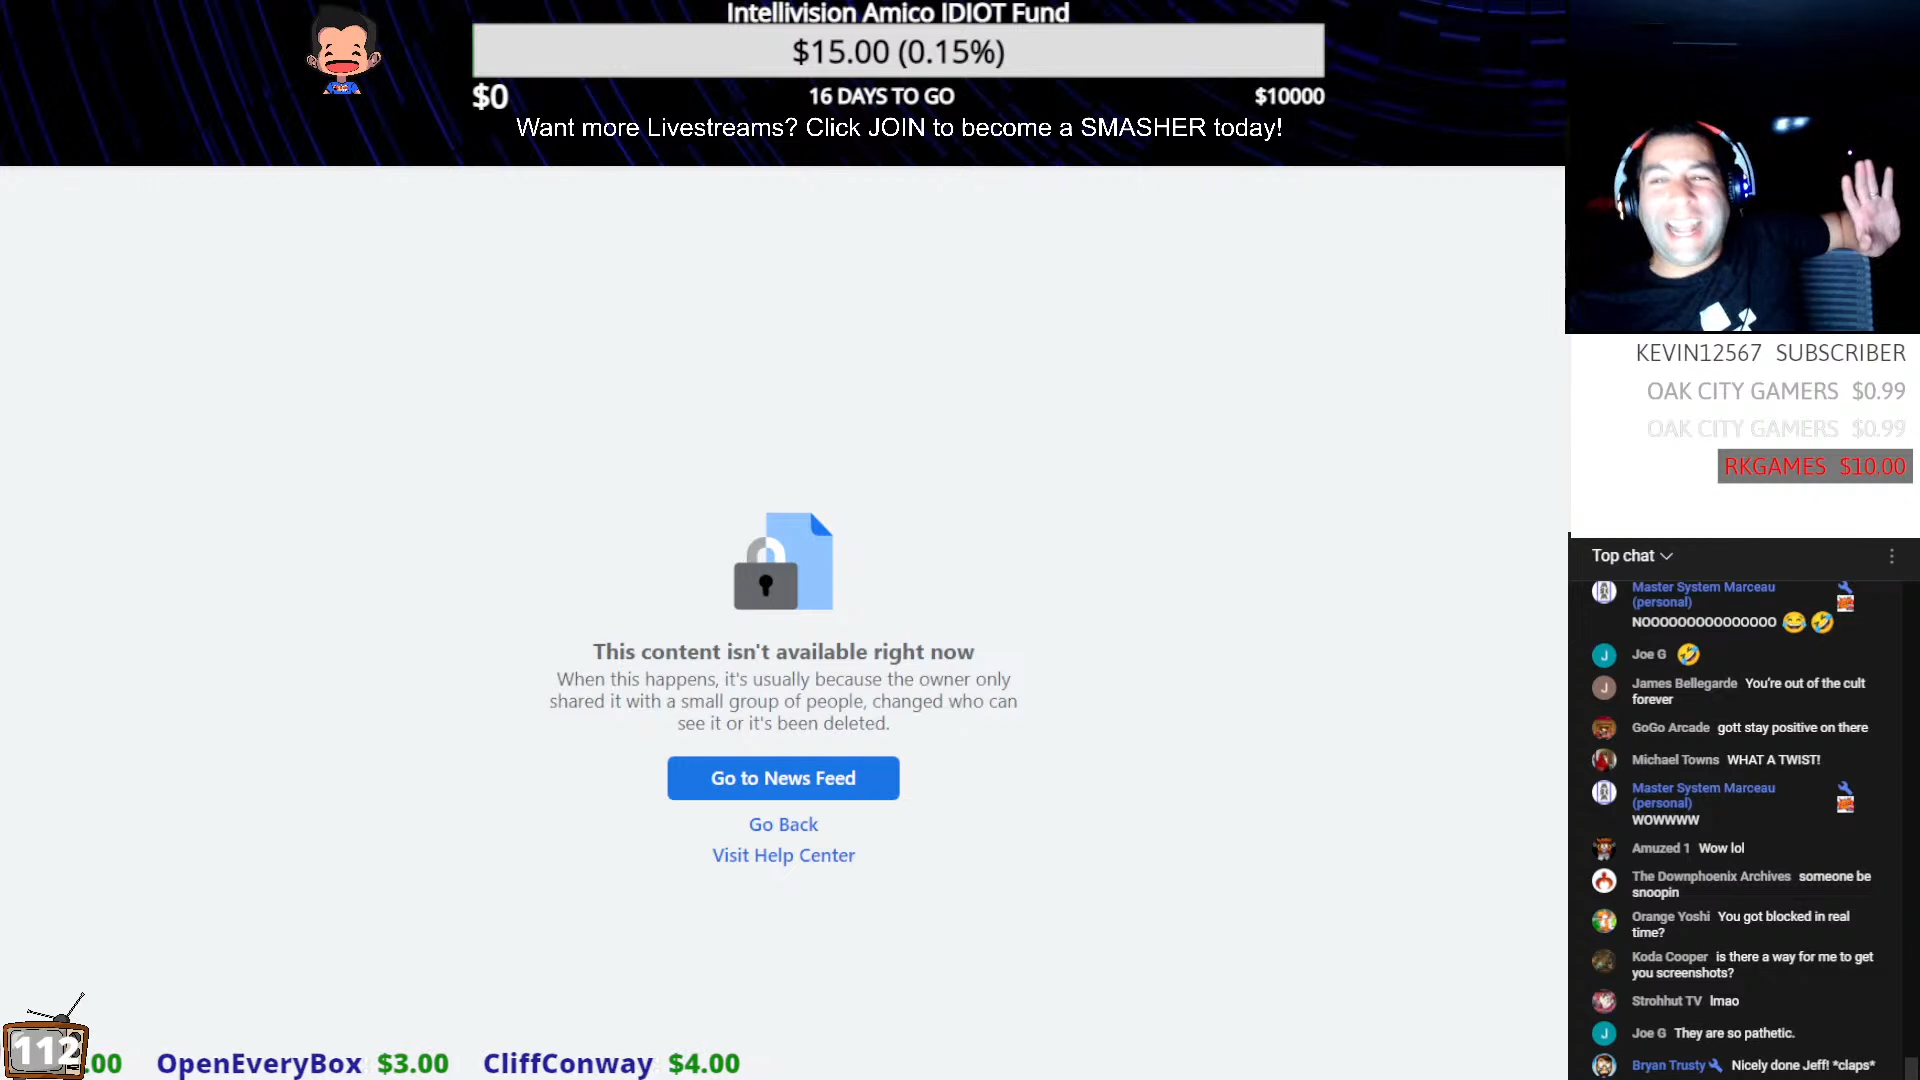 Intellivision Amico IDIOT Fund
$15.00 (0.15%)
$0
16 DAYS TO GO
$10000
Want more Livestreams? Click JOIN to become a SMASHER today!
This content isn't available right now
When this happens, it's usually because the owner only
shared it with a small group of people, changed who can
see it or it's been deleted.
Go to News Feed
Go Back
Visit Help Center
KEVIN12567 SUBSCRIBER
OAK CITY GAMERS $0.99
OAK CITY GAMERS $0.99
RKGAMES $10.00
Top chat
Master System Marceau
(personal)
NOOOOOOOOOOOOOOO 😂 🤣
J Joe G 🤣
J James Bellegarde You're out of the cult
forever
GoGo Arcade gott stay positive on there
Michael Towns WHAT A TWIST!
Master System Marceau
(personal)
WOWWWW
Amuzed 1 Wow lol
The Downphoenix Archives someone be
snoopin
Orange Yoshi You got blocked in real
time?
Koda Cooper is there a way for me to get
you screenshots?
Strohhut TV lmao
J Joe G They are so pathetic.
Bryan Trusty Nicely done Jeff! *claps*
112
.00 OpenEveryBox $3.00 CliffConway $4.00